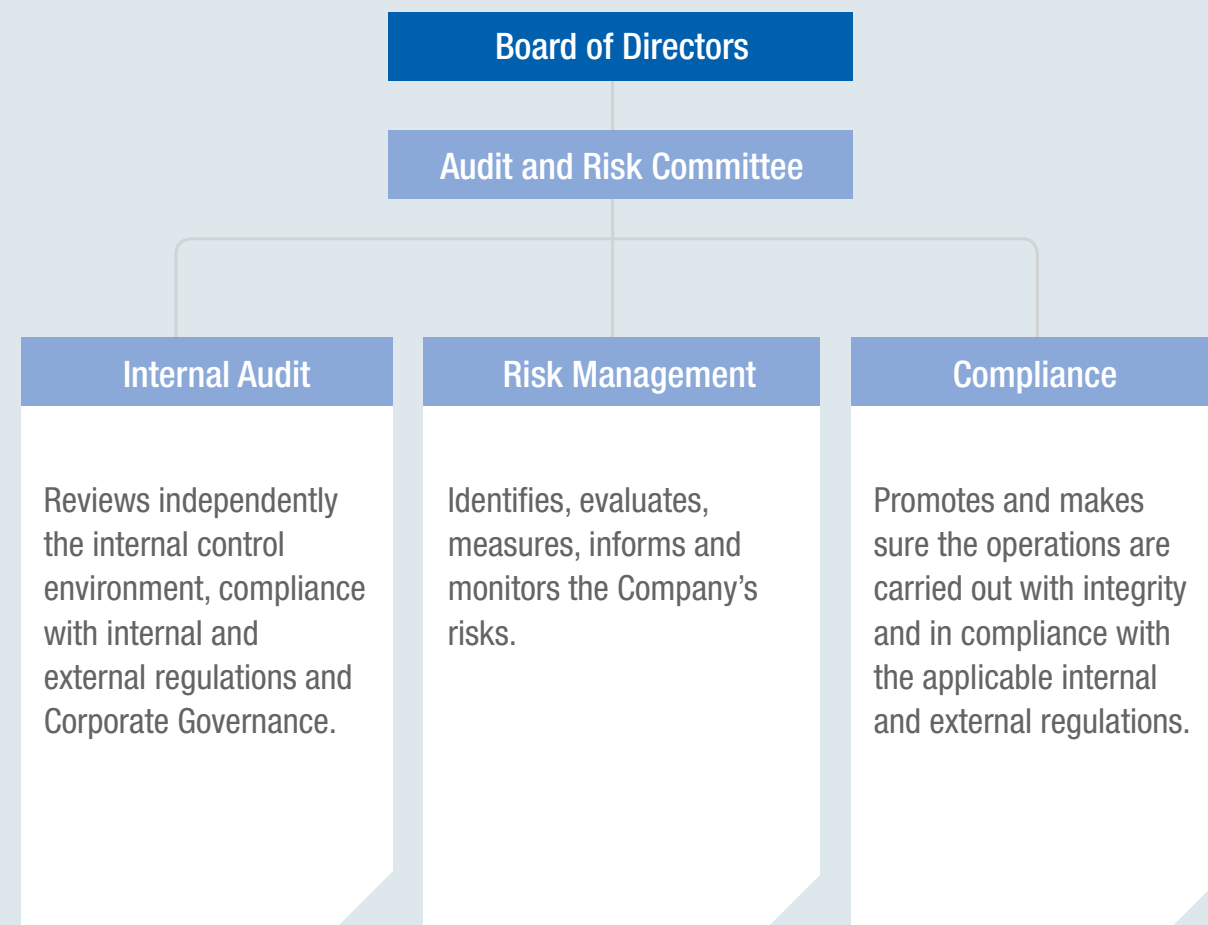 Board of Directors
Audit and Risk Committee
Internal Audit
Reviews independently
the internal control
environment, compliance
with internal and
external regulations and
Corporate Governance.
Risk Management
Identifies, evaluates,
measures, informs and
monitors the Company’s
risks.
Compliance
Promotes and makes
sure the operations are
carried out with integrity
and in compliance with
the applicable internal
and external regulations.